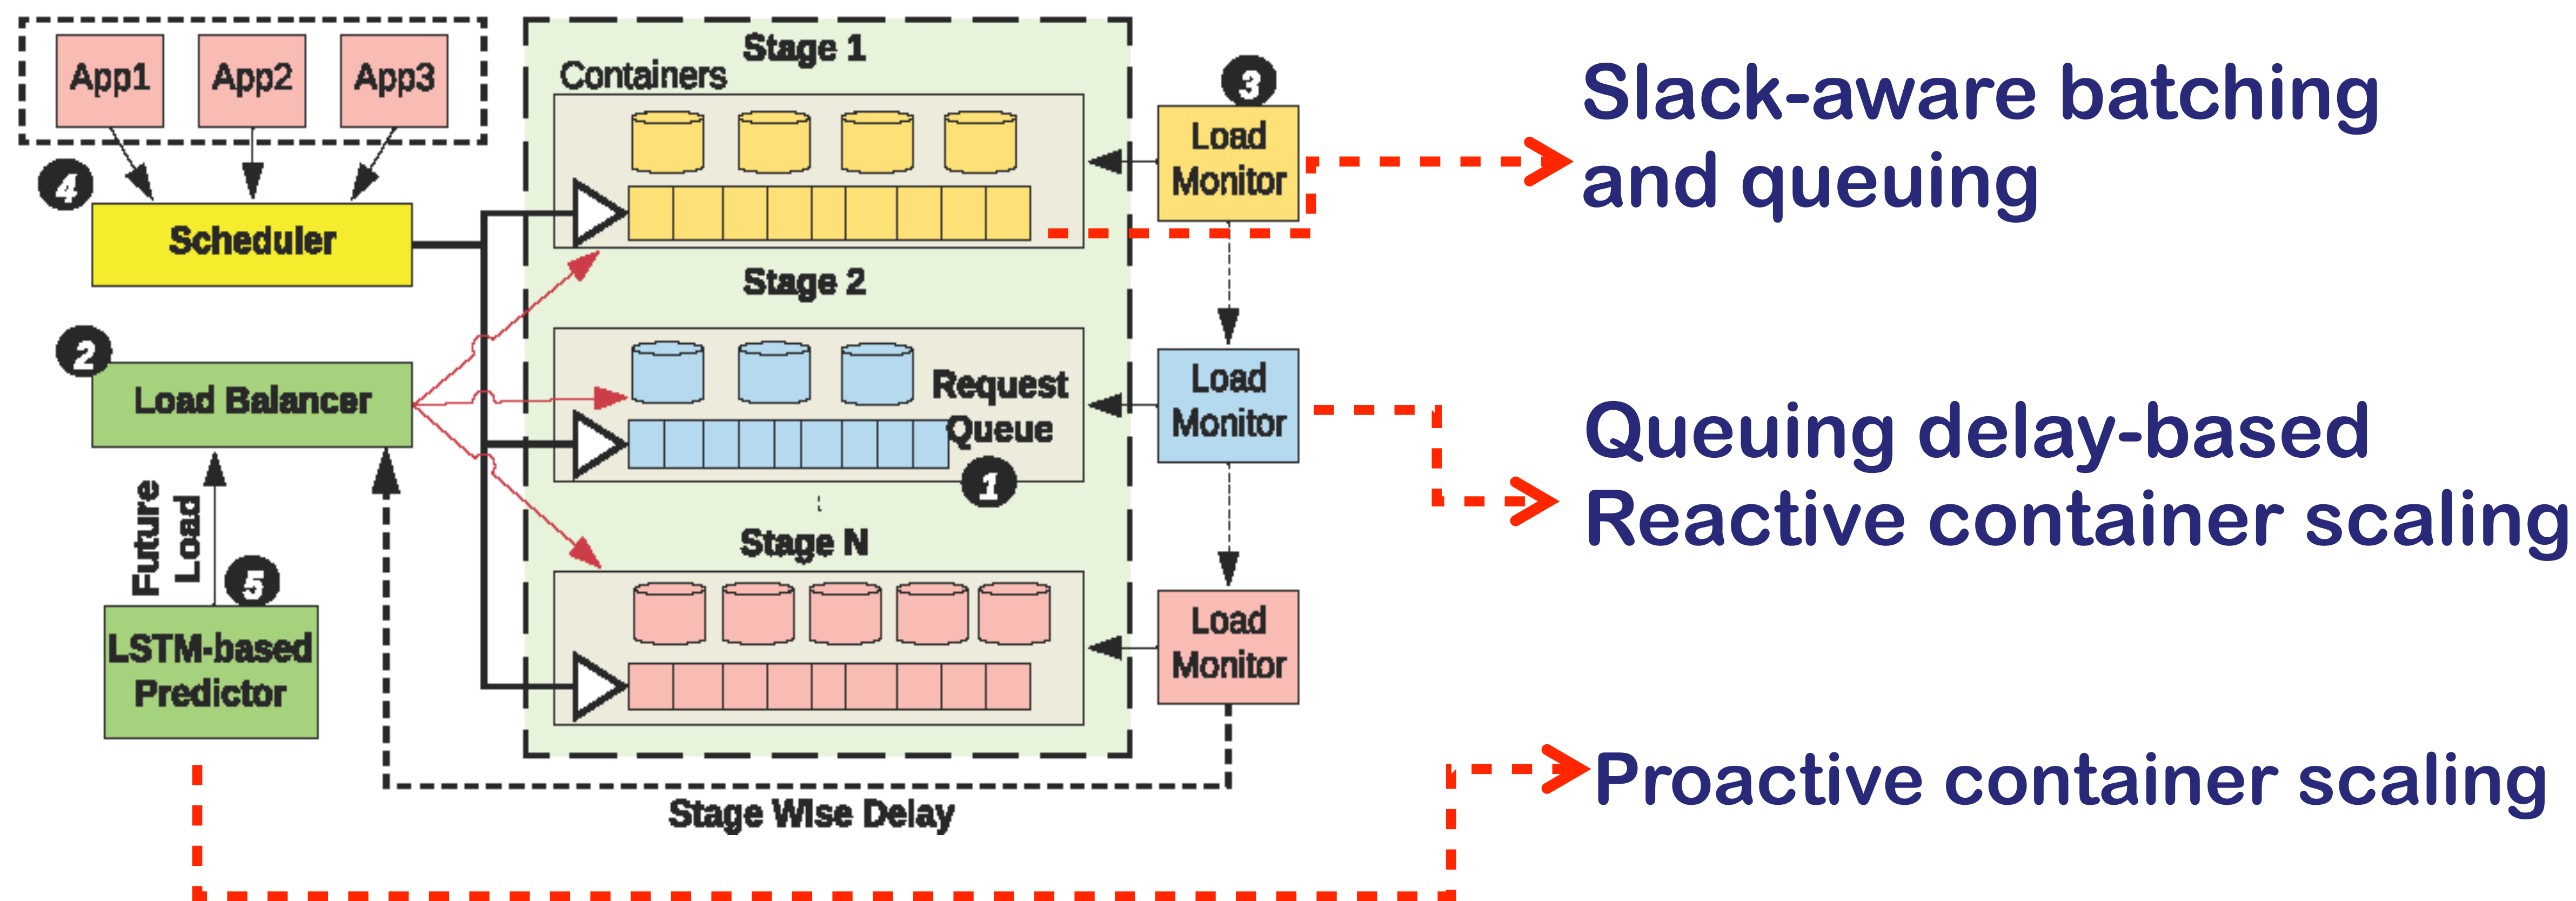 App1
App2
App3
4
Scheduler
2
Load Balancer
Future
Load
5
LSTM-based
Predictor
Stage 1
Containers
Stage 2
Request
Queue
1
Stage N
Stage Wise Delay
3
Load
Monitor
Load
Monitor
Load
Monitor
Slack-aware batching
and queuing
Queuing delay-based
Reactive container scaling
Proactive container scaling